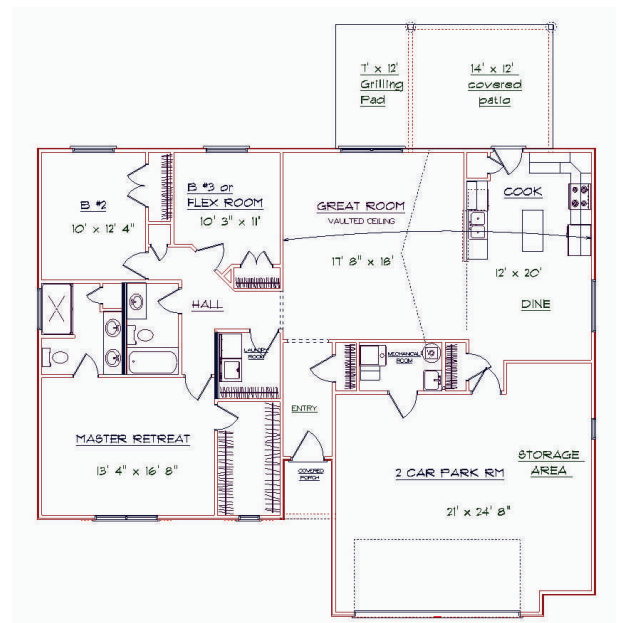 7' x 12'
Grilling
Pad
14' x 12'
covered
patio
B #2
10' x 12' 4"
B #3 or
FLEX ROOM
10' 3" x 11'
GREAT ROOM
VAULTED CEILING
17' 8" x 18'
COOK
12' x 20'
DINE
HALL
LAUNDRY
ROOM
MECHANICAL
ROOM
ENTRY
COVERED
PORCH
MASTER RETREAT
13' 4" x 16' 8"
2 CAR PARK RM
21' x 24' 8"
STORAGE
AREA